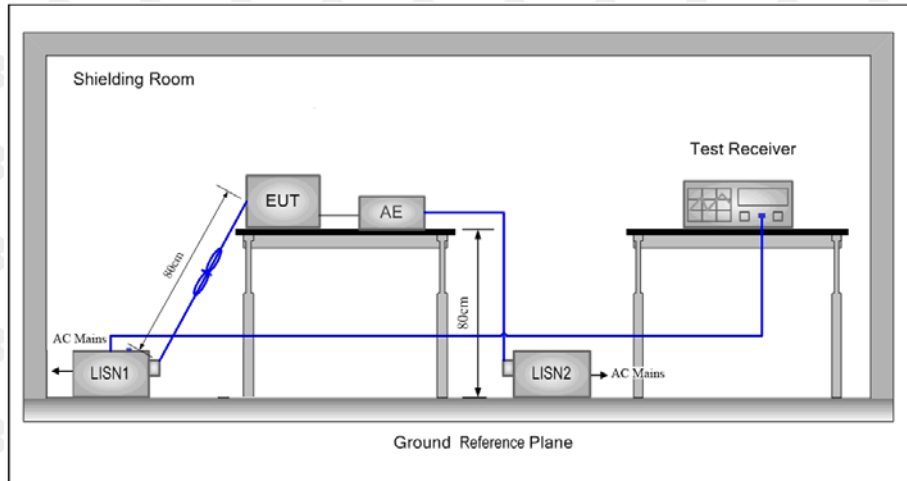 Shielding Room
Test Receiver
EUT
AE
80cm
80cm
AC Mains
LISN1
LISN2
AC Mains
Ground Reference Plane